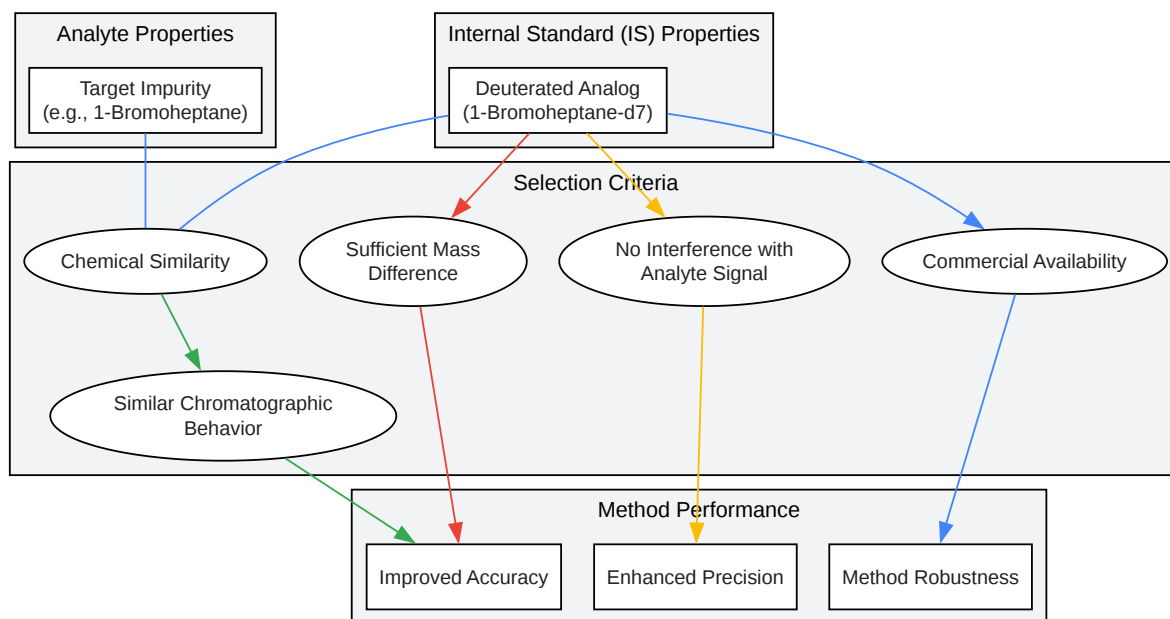 Analyte Properties
Internal Standard (IS) Properties
Target Impurity
(e.g., 1-Bromoheptane)
Deuterated Analog
(1-Bromoheptane-d7)
Selection Criteria
Chemical Similarity
Sufficient Mass
Difference
No Interference with
Analyte Signal
Commercial Availability
Similar Chromatographic
Behavior
Method Performance
Improved Accuracy
Enhanced Precision
Method Robustness